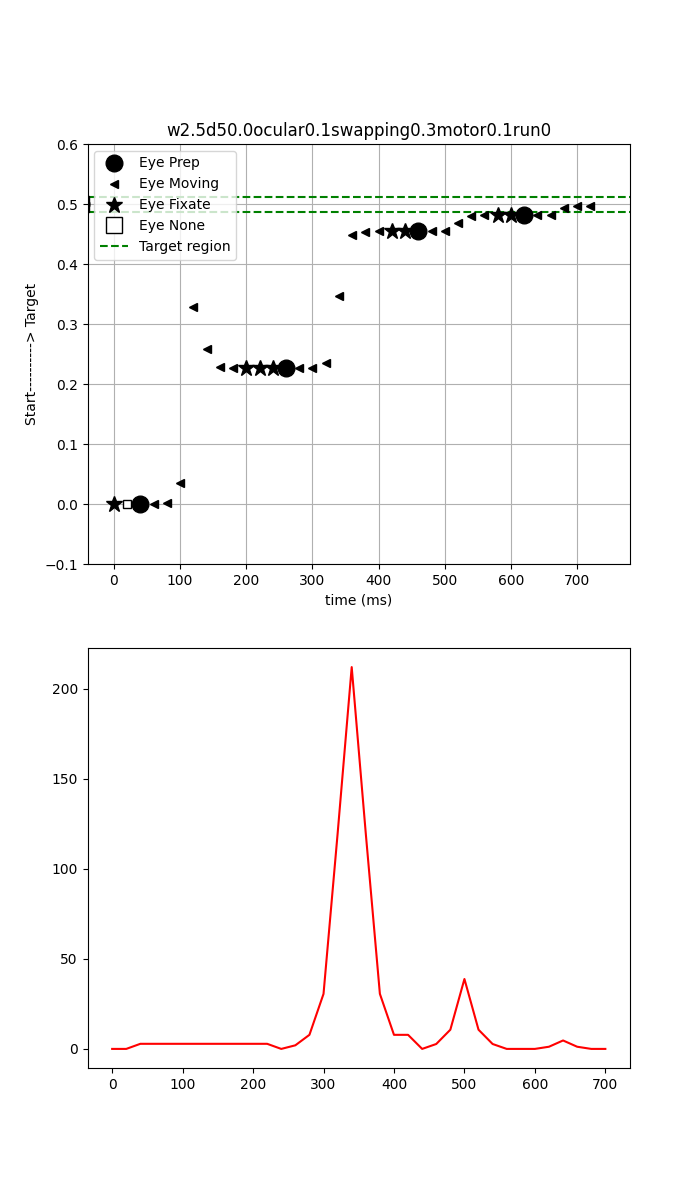 w2.5d50.0ocular0.1swapping0.3motor0.1run0
0.6
0.5
0.4
0.3
0.2
0.1
0.0
−0.1
Start----------> Target
Eye Prep
Eye Moving
Eye Fixate
Eye None
Target region
0 100 200 300 400 500 600 700
time (ms)
200
150
100
50
0
0 100 200 300 400 500 600 700